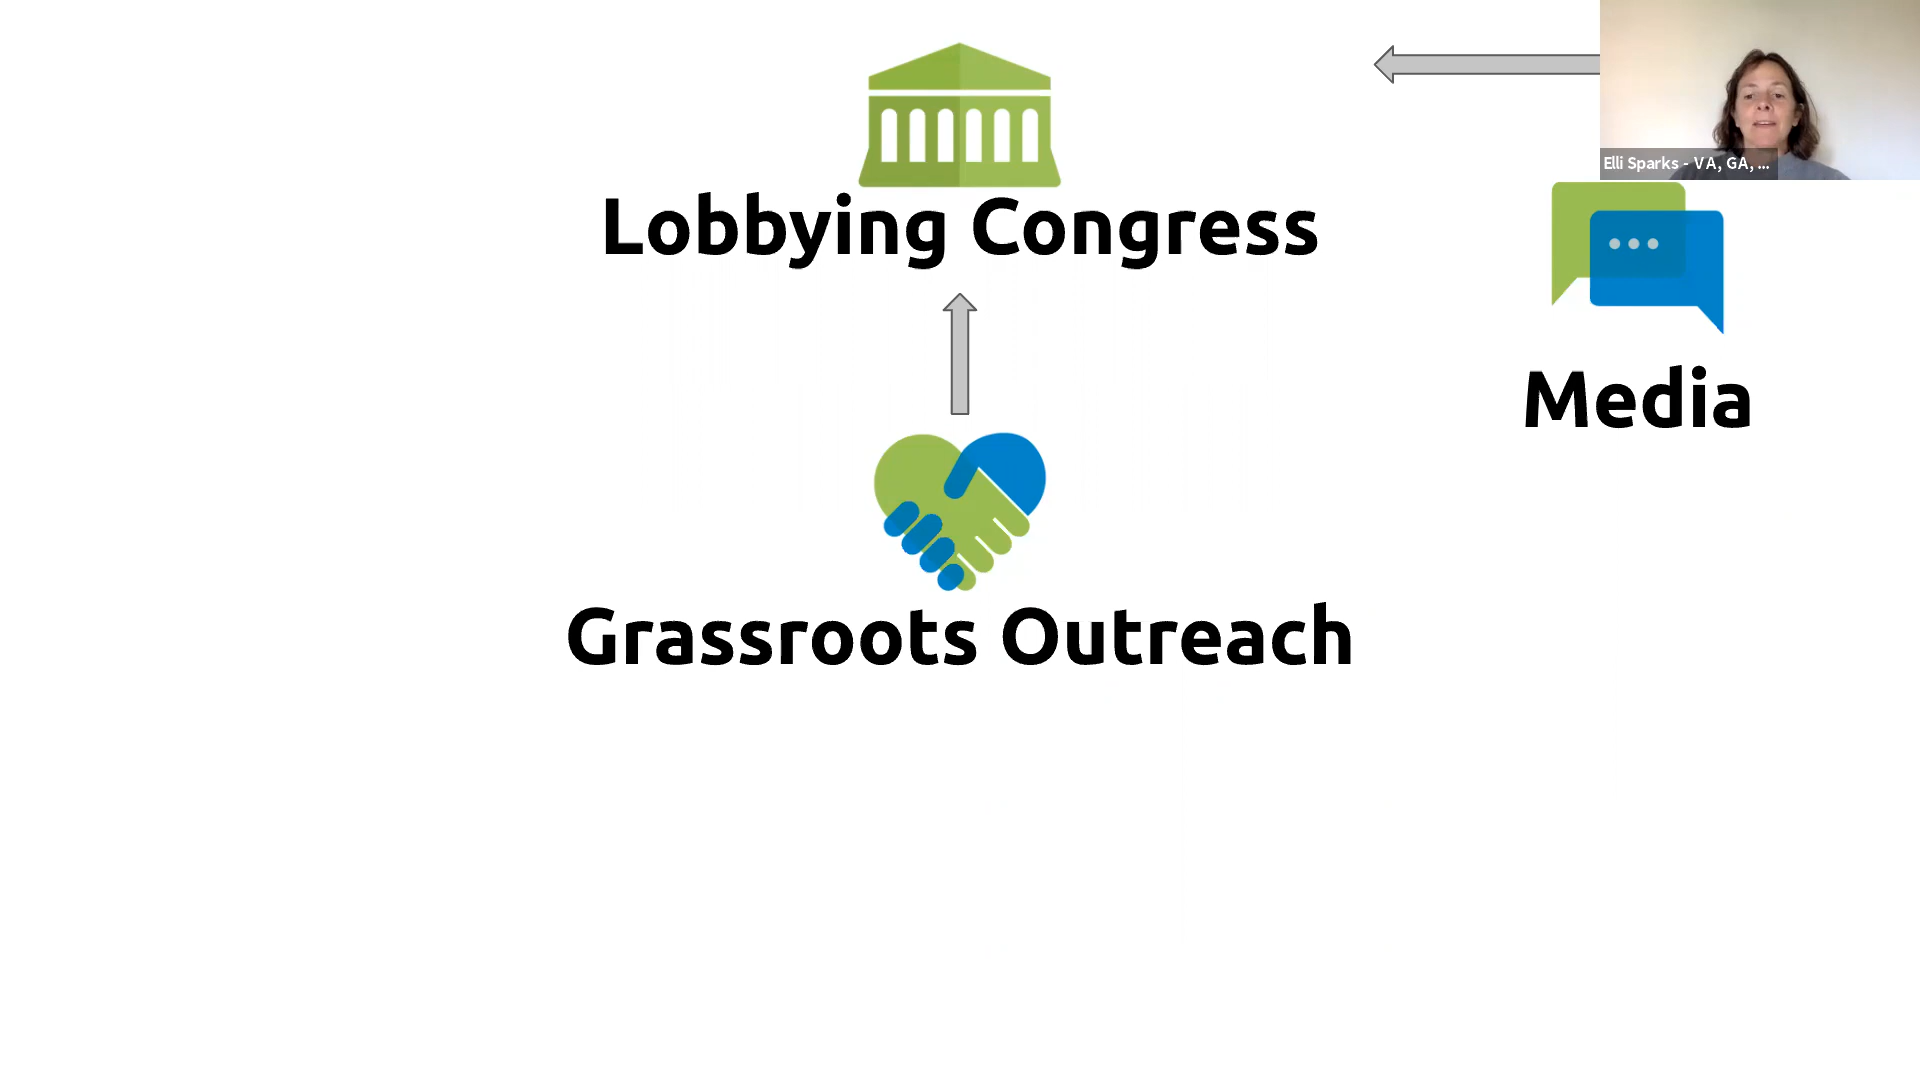 Elli Sparks - VA, GA, ...
Lobbying Congress
Media
Grassroots Outreach